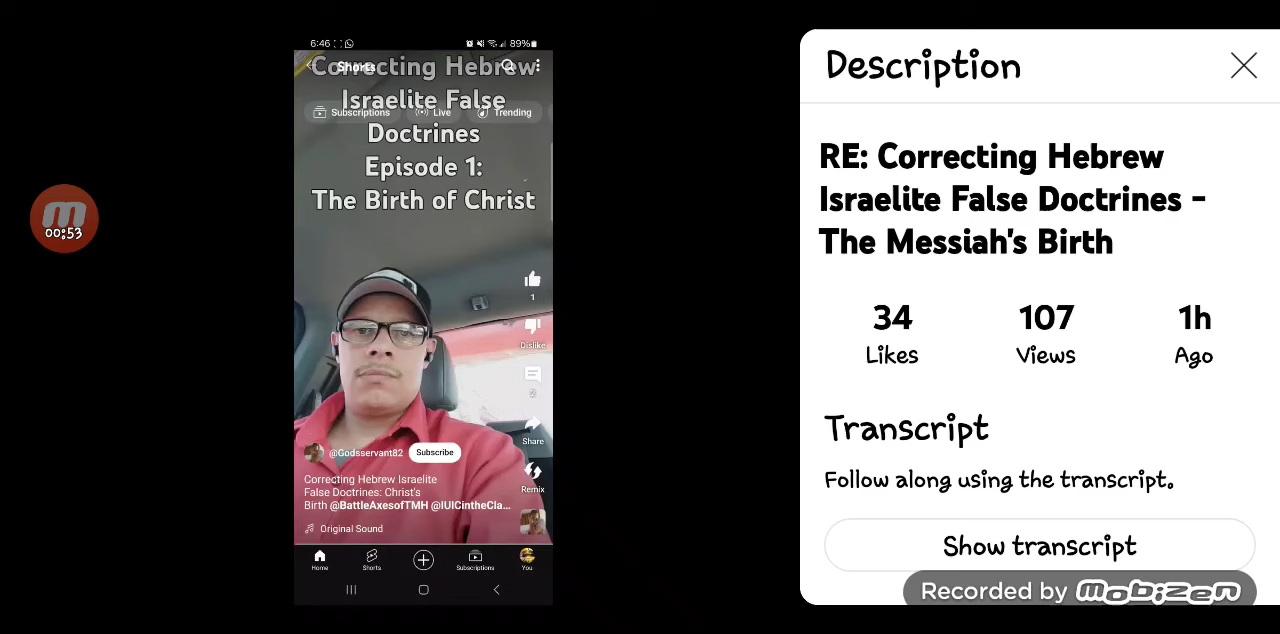 6:46
89%
Shorts
Correcting Hebrew
Israelite False
Doctrines
Episode 1:
The Birth of Christ
Subscriptions
Live
Trending
1
Dislike
2
Share
Remix
@Godsservant82
Subscribe
Correcting Hebrew Israelite
False Doctrines: Christ's
Birth @BattleAxesofTMH @IUICintheCla...
Original Sound
Home
Shorts
Subscriptions
You
00:53
Description
RE: Correcting Hebrew
Israelite False Doctrines -
The Messiah's Birth
34 107 1h
Likes Views Ago
Transcript
Follow along using the transcript.
Show transcript
Recorded by mobizen